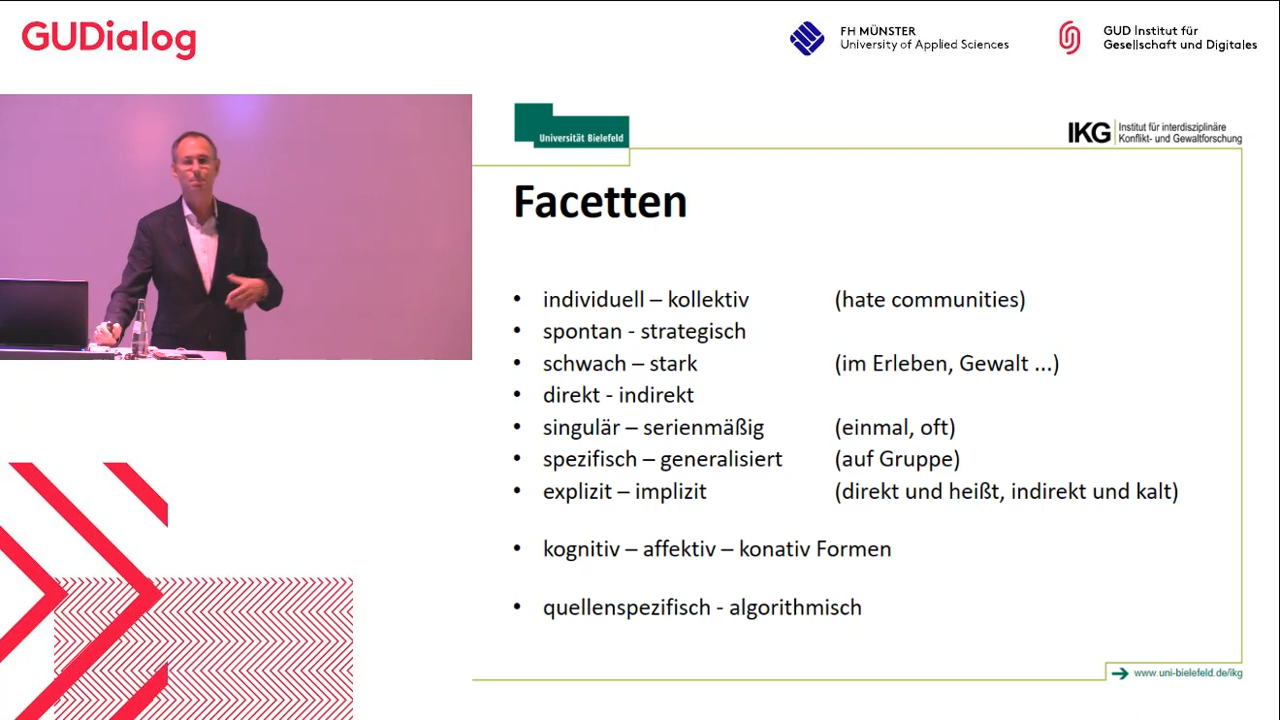 GUDialog
FH MÜNSTER
University of Applied Sciences
GUD Institut für
Gesellschaft und Digitales
Universität Bielefeld
IKG
Institut für interdisziplinäre
Konflikt- und Gewaltforschung
Facetten
• individuell – kollektiv (hate communities)
• spontan - strategisch
• schwach – stark (im Erleben, Gewalt ...)
• direkt - indirekt
• singulär – serienmäßig (einmal, oft)
• spezifisch – generalisiert (auf Gruppe)
• explizit – implizit (direkt und heißt, indirekt und kalt)
• kognitiv – affektiv – konativ Formen
• quellenspezifisch - algorithmisch
www.uni-bielefeld.de/ikg